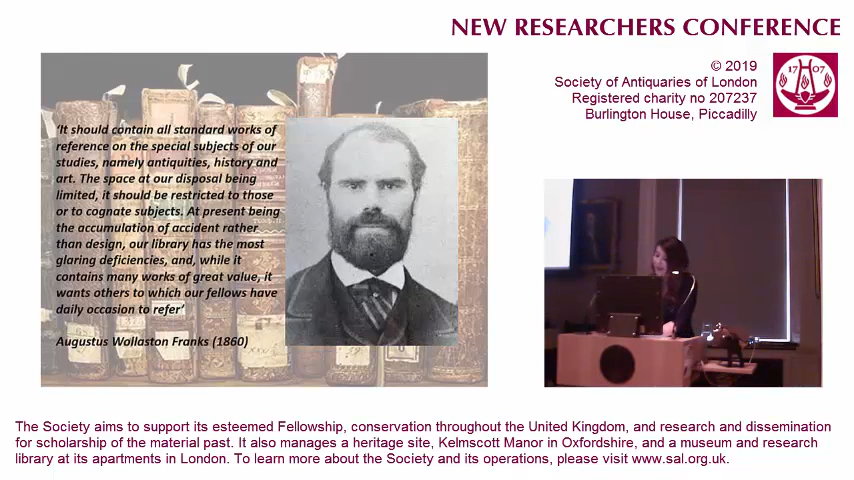 NEW RESEARCHERS CONFERENCE
© 2019
Society of Antiquaries of London
Registered charity no 207237
Burlington House, Piccadilly
17 07
‘It should contain all standard works of
reference on the special subjects of our
studies, namely antiquities, history and
art. The space at our disposal being
limited, it should be restricted to those
or to cognate subjects. At present being
the accumulation of accident rather
than design, our library has the most
glaring deficiencies, and, while it
contains many works of great value, it
wants others to which our fellows have
daily occasion to refer’
Augustus Wollaston Franks (1860)
The Society aims to support its esteemed Fellowship, conservation throughout the United Kingdom, and research and dissemination
for scholarship of the material past. It also manages a heritage site, Kelmscott Manor in Oxfordshire, and a museum and research
library at its apartments in London. To learn more about the Society and its operations, please visit www.sal.org.uk.